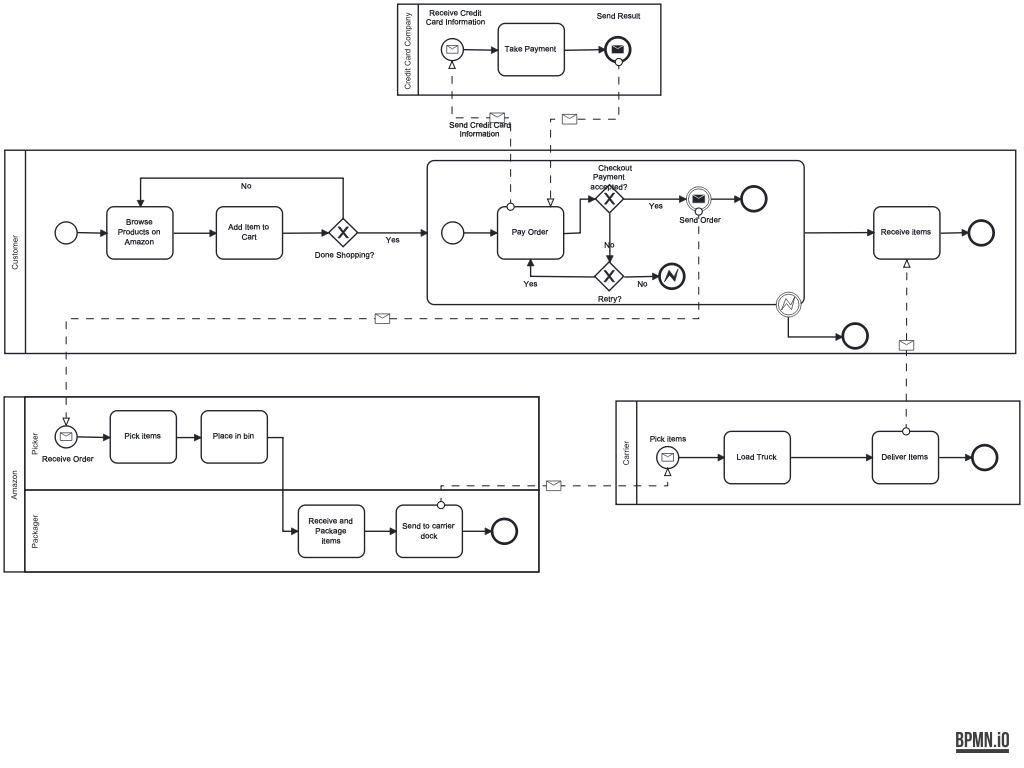 Credit Card Company
Receive Credit
Card Information
Take Payment
Send Result
Send Credit Card
Information
Customer
No
Browse
Products on
Amazon
Add Item to
Cart
Done Shopping?
Yes
Checkout
Pay Order
Payment
accepted?
Yes
Send Order
No
Yes
Retry?
No
Receive items
Amazon
Picker
Receive Order
Pick items
Place in bin
Packager
Receive and
Package
items
Send to carrier
dock
Carrier
Pick items
Load Truck
Deliver Items
BPMN.iO